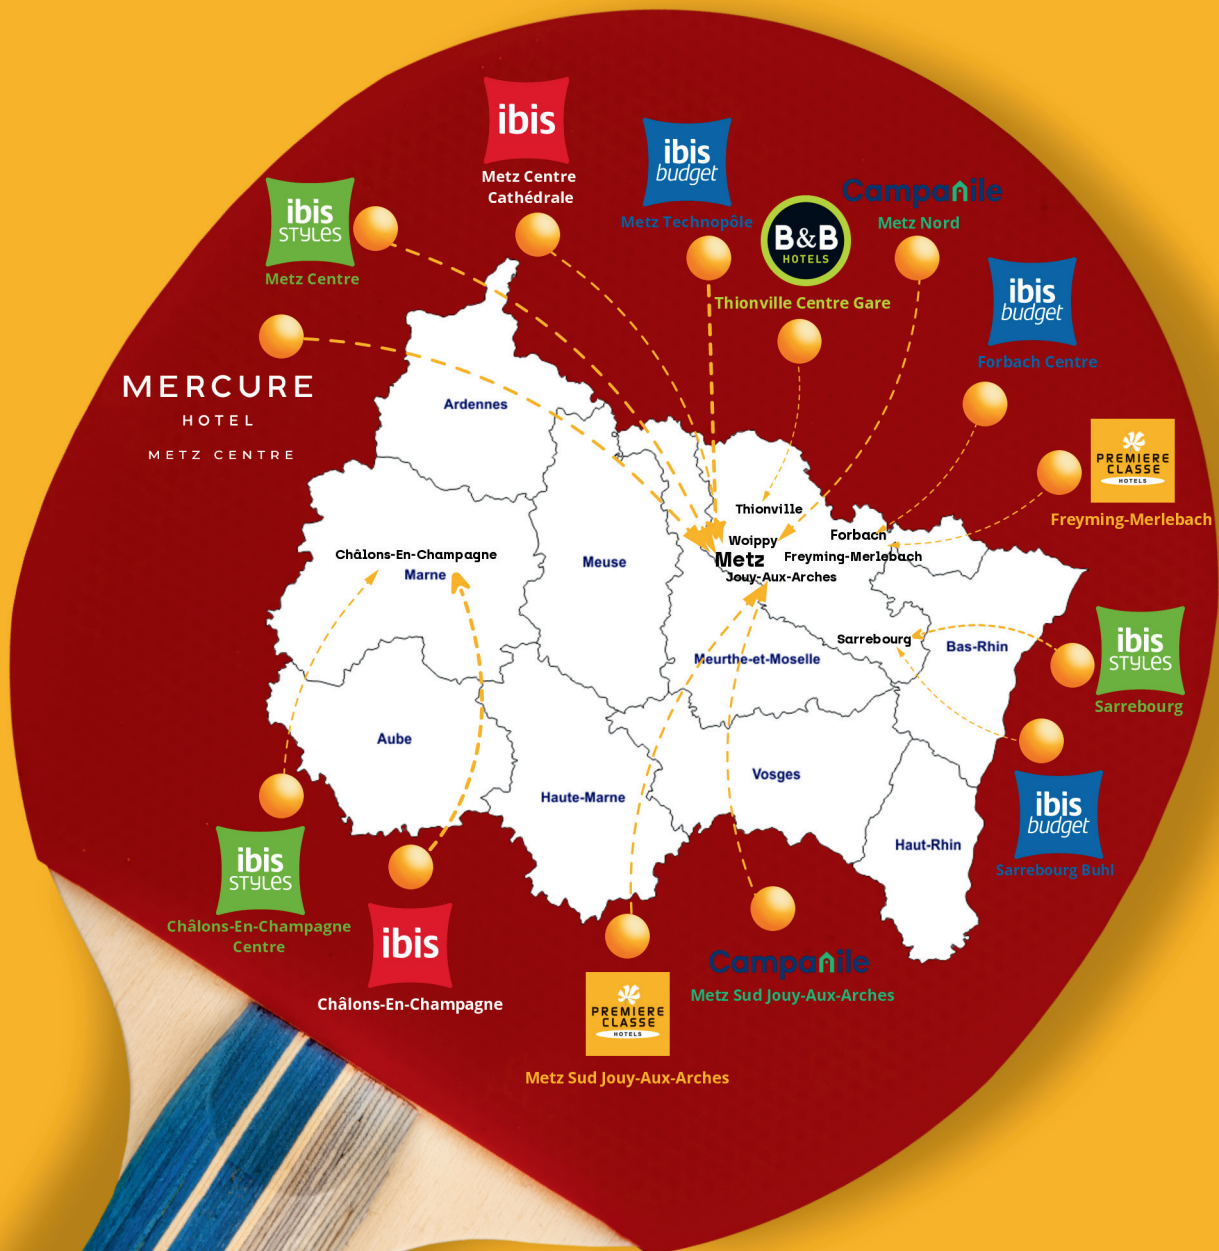 ibis
Metz Centre
Cathédrale
ibis
budget
Metz Technopôle
Campanile
Metz Nord
ibis
STYLES
Metz Centre
B&B
HOTELS
Thionville Centre Gare
ibis
budget
Forbach Centre
MERCURE
HOTEL
METZ CENTRE
PREMIERE
CLASSE
HOTELS
Freyming-Merlebach
Ardennes
Thionville
Woippy
Forbach
Châlons-En-Champagne
Marne
Meuse
Metz
Freyming-Merlebach
Jouy-Aux-Arches
Sarrebourg
Bas-Rhin
Meurthe-et-Moselle
ibis
STYLES
Sarrebourg
Aube
Haute-Marne
Vosges
Haut-Rhin
ibis
budget
Sarrebourg Buhl
ibis
STYLES
Châlons-En-Champagne
Centre
ibis
Châlons-En-Champagne
PREMIERE
CLASSE
HOTELS
Metz Sud Jouy-Aux-Arches
Campanile
Metz Sud Jouy-Aux-Arches